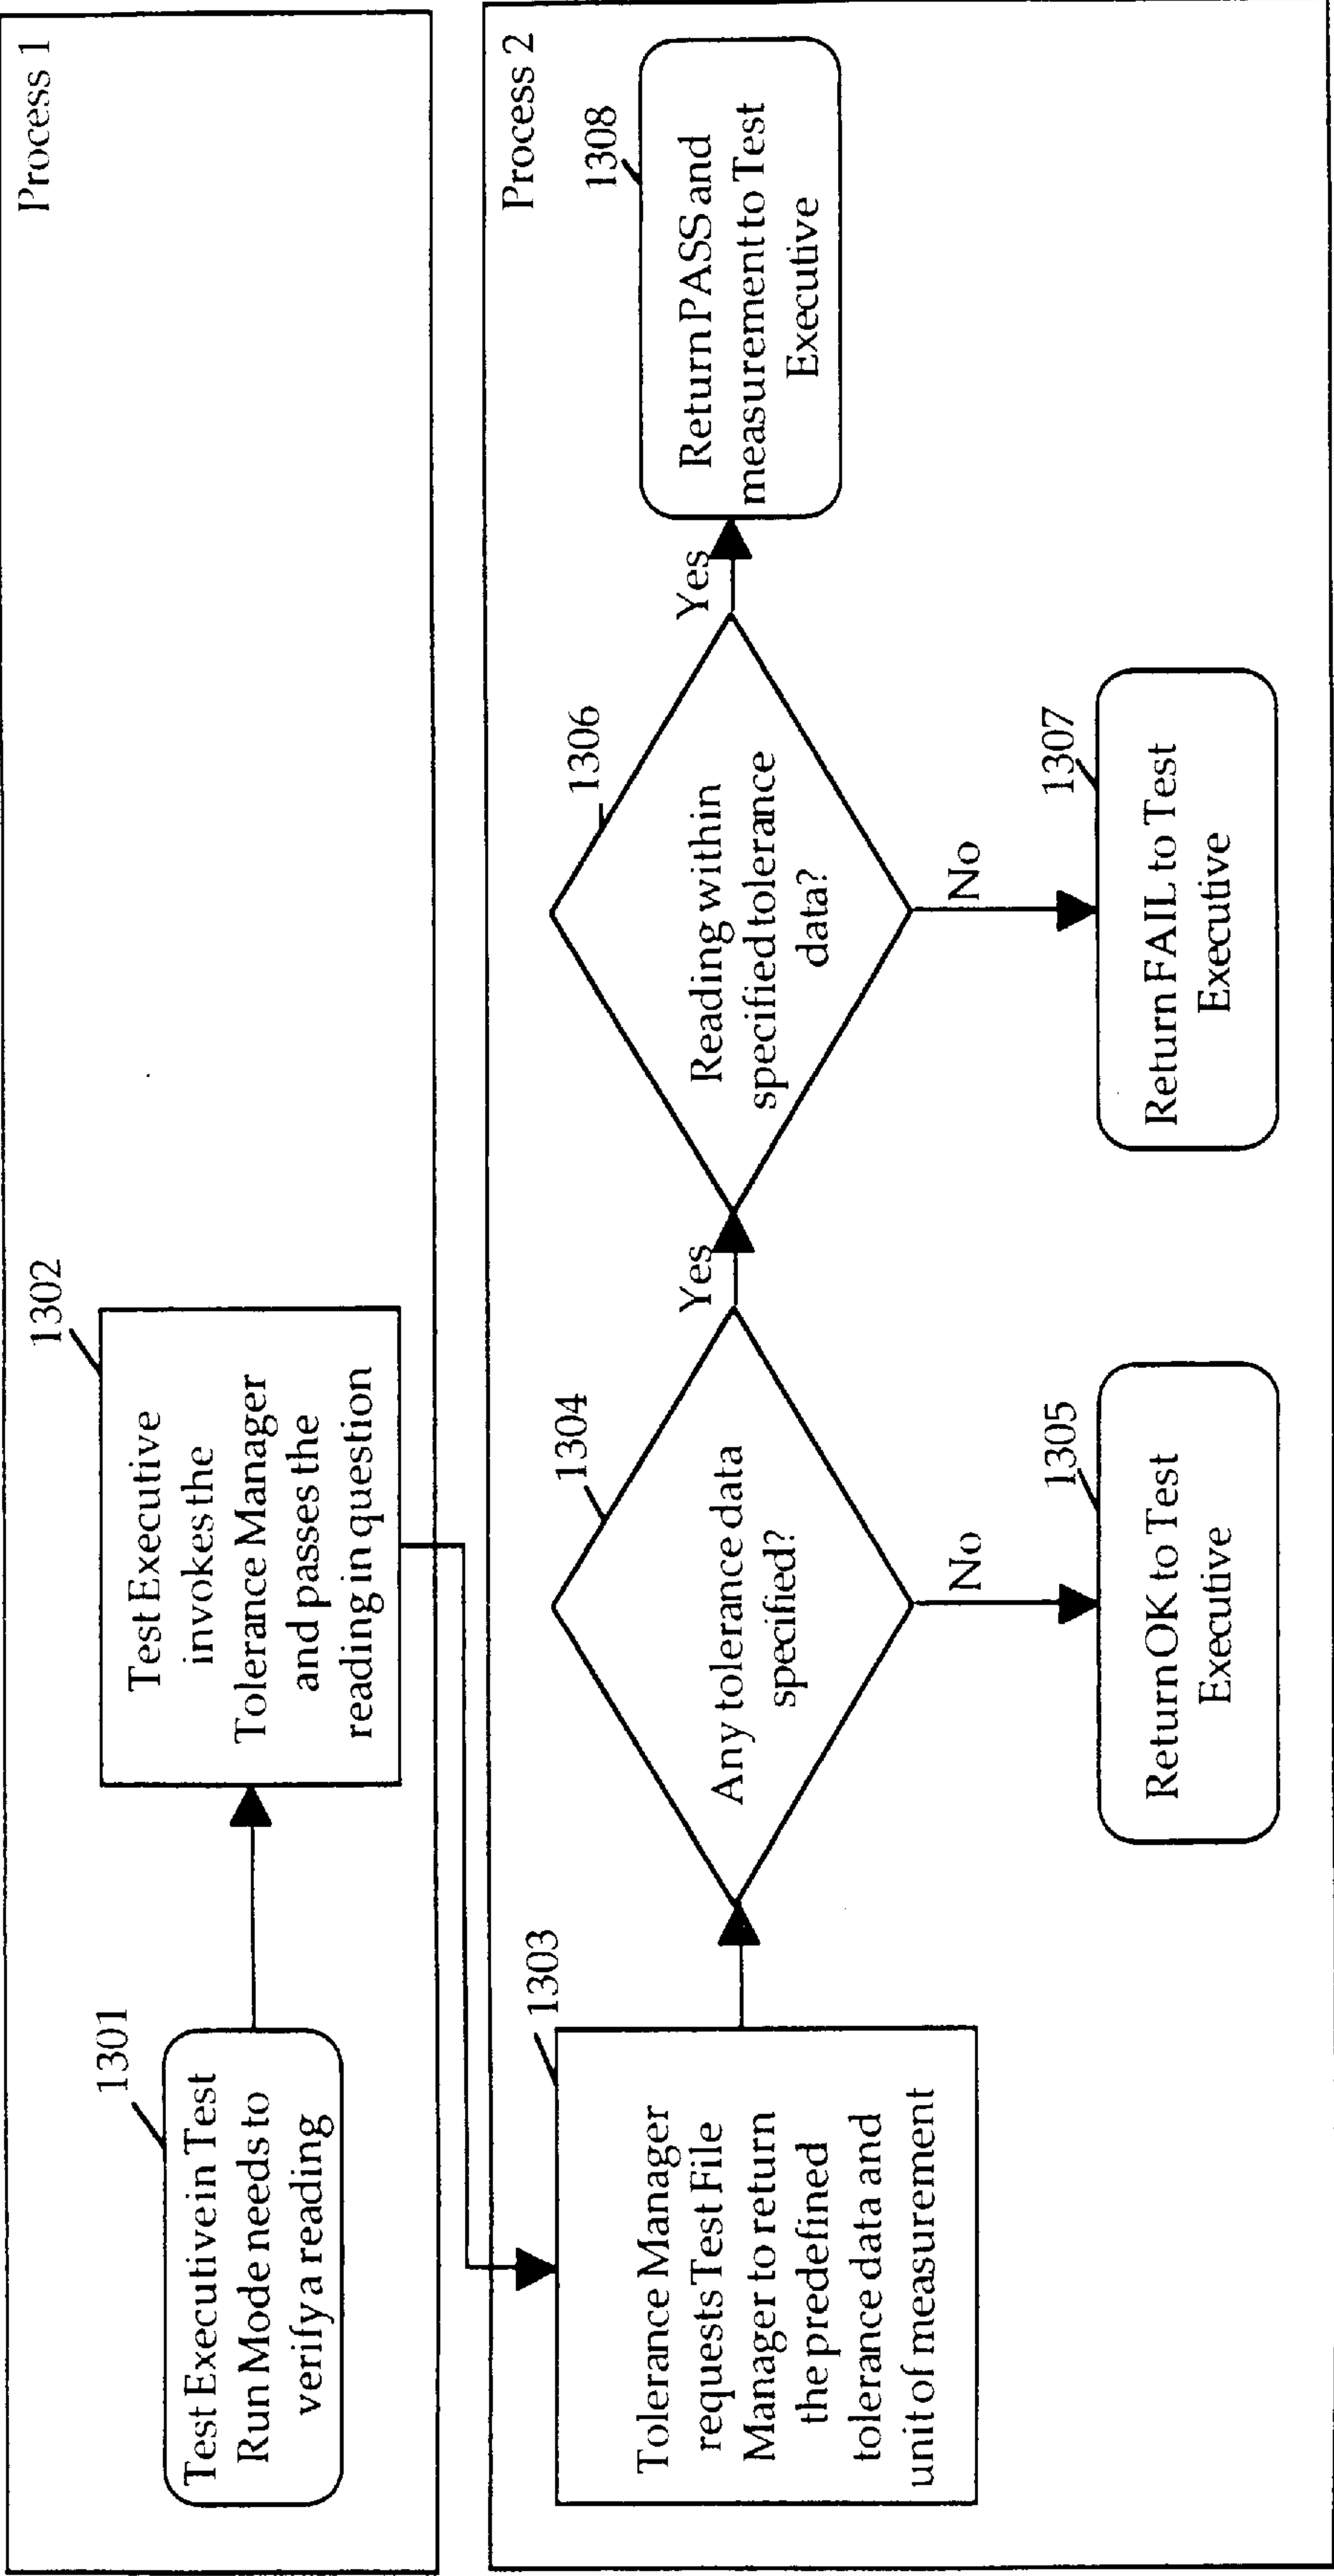 Process 1
1301
Test Executive in Test
Run Mode needs to
verify a reading
1302
Test Executive
invokes the
Tolerance Manager
and passes the
reading in question
Process 2
1303
Tolerance Manager
requests Test File
Manager to return
the predefined
tolerance data and
unit of measurement
1304
Any tolerance data
specified?
Yes
No
1305
Return OK to Test
Executive
1306
Reading within
specified tolerance
data?
Yes
No
1307
Return FAIL to Test
Executive
1308
Return PASS and
measurement to Test
Executive